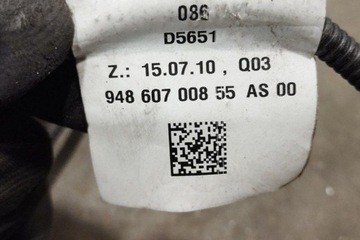 086
D5651
Z.: 15.07.10 , Q03
948 607 008 55 AS 00